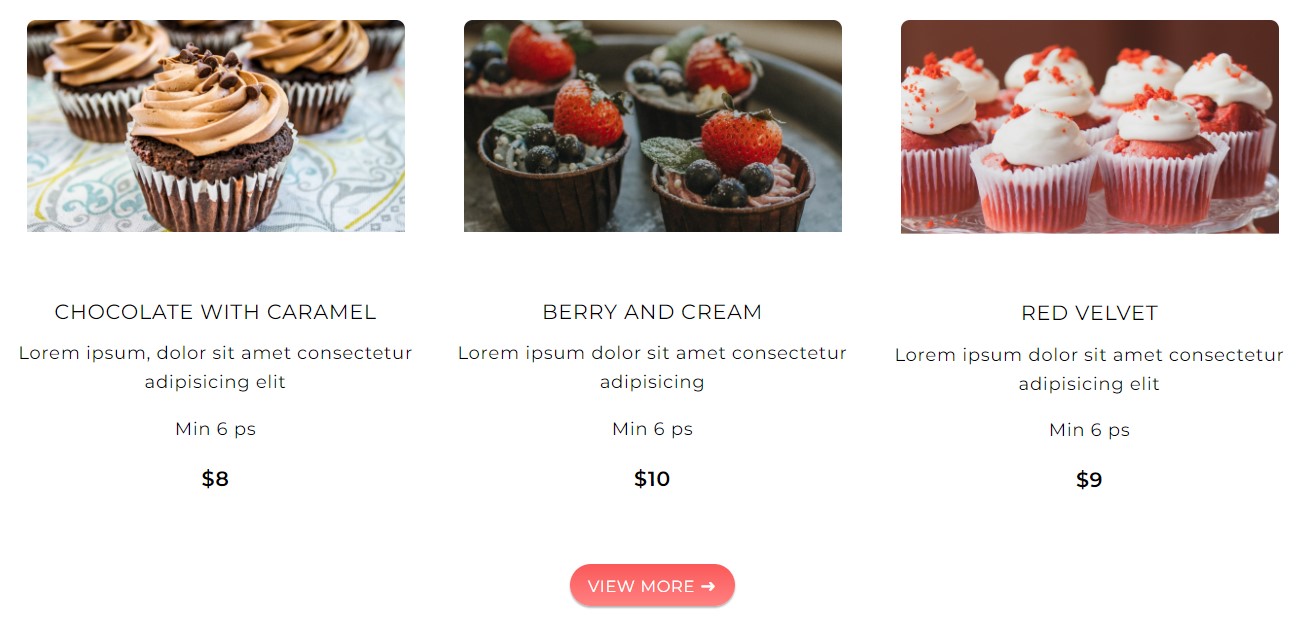 CHOCOLATE WITH CARAMEL
Lorem ipsum, dolor sit amet consectetur
adipisicing elit
Min 6 ps
$8
BERRY AND CREAM
Lorem ipsum dolor sit amet consectetur
adipisicing
Min 6 ps
$10
RED VELVET
Lorem ipsum dolor sit amet consectetur
adipisicing elit
Min 6 ps
$9
VIEW MORE ➜